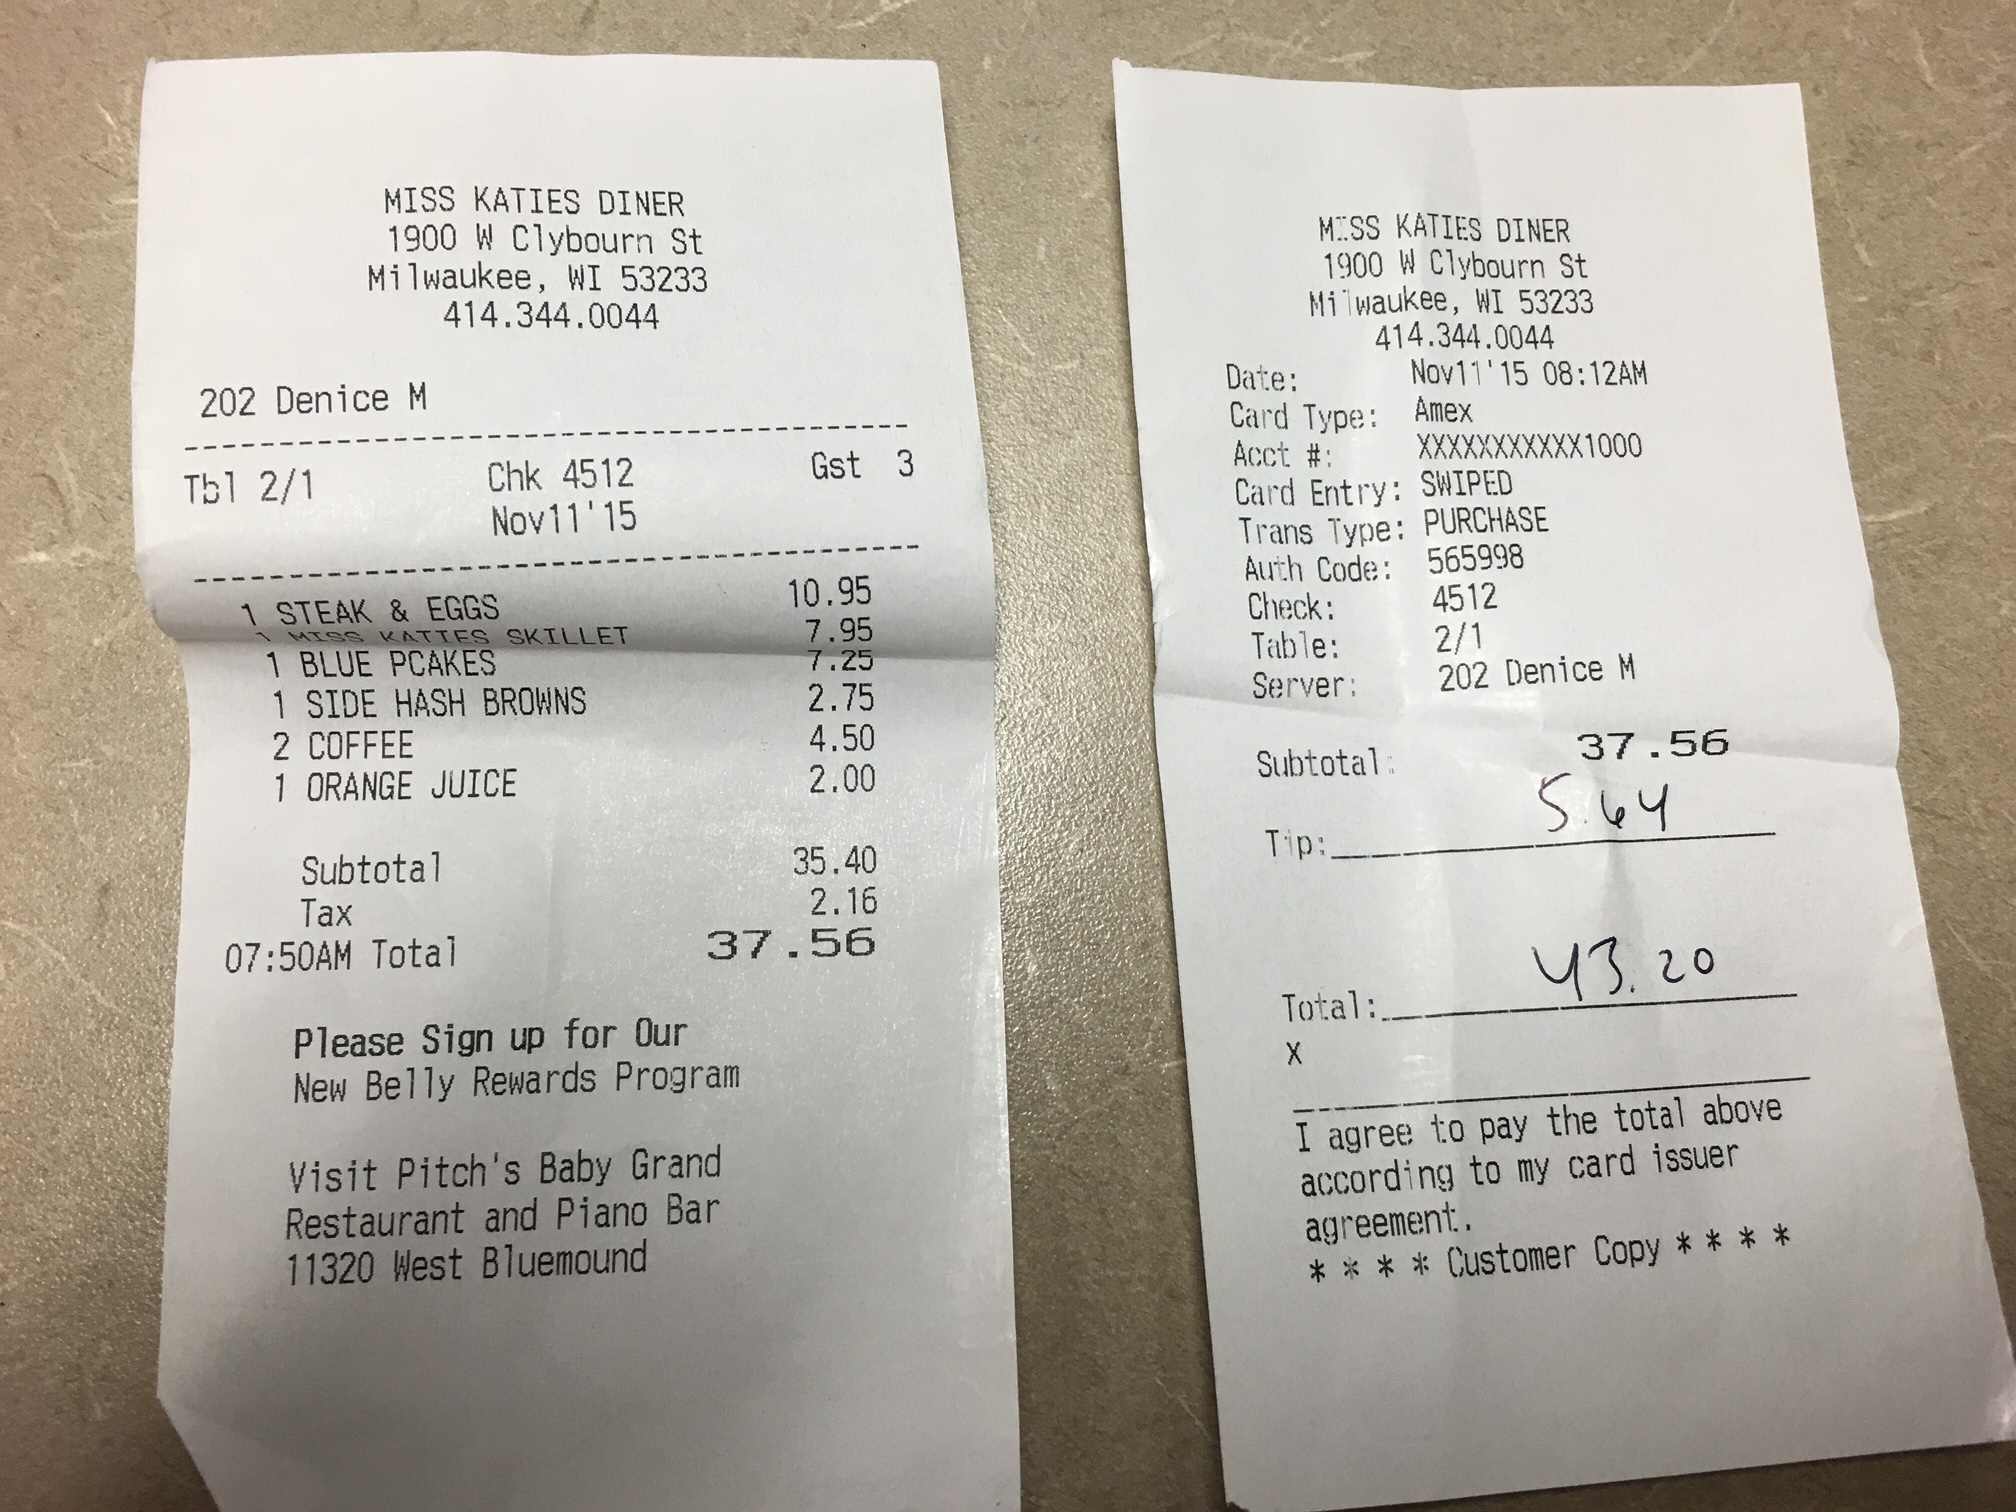 MISS KATIES DINER
1900 W Clybourn St
Milwaukee, WI 53233
414.344.0044
202 Denice M
Tbl 2/1 Chk 4512 Gst 3
Nov11'15
1 STEAK & EGGS 10.95
1 MISS KATIES SKILLET 7.95
1 BLUE PCAKES 7.25
1 SIDE HASH BROWNS 2.75
2 COFFEE 4.50
1 ORANGE JUICE 2.00
Subtotal 35.40
Tax 2.16
07:50AM Total 37.56
Please Sign up for Our
New Belly Rewards Program
Visit Pitch's Baby Grand
Restaurant and Piano Bar
11320 West Bluemound
MISS KATIES DINER
1900 W Clybourn St
Milwaukee, WI 53233
414.344.0044
Date: Nov11'15 08:12AM
Card Type: Amex
Acct #: XXXXXXXXXXX1000
Card Entry: SWIPED
Trans Type: PURCHASE
Auth Code: 565998
Check: 4512
Table: 2/1
Server: 202 Denice M
Subtotal: 37.56
Tip: 5.64
Total: 43.20
X
I agree to pay the total above
according to my card issuer
agreement.
* * * * Customer Copy * * * *